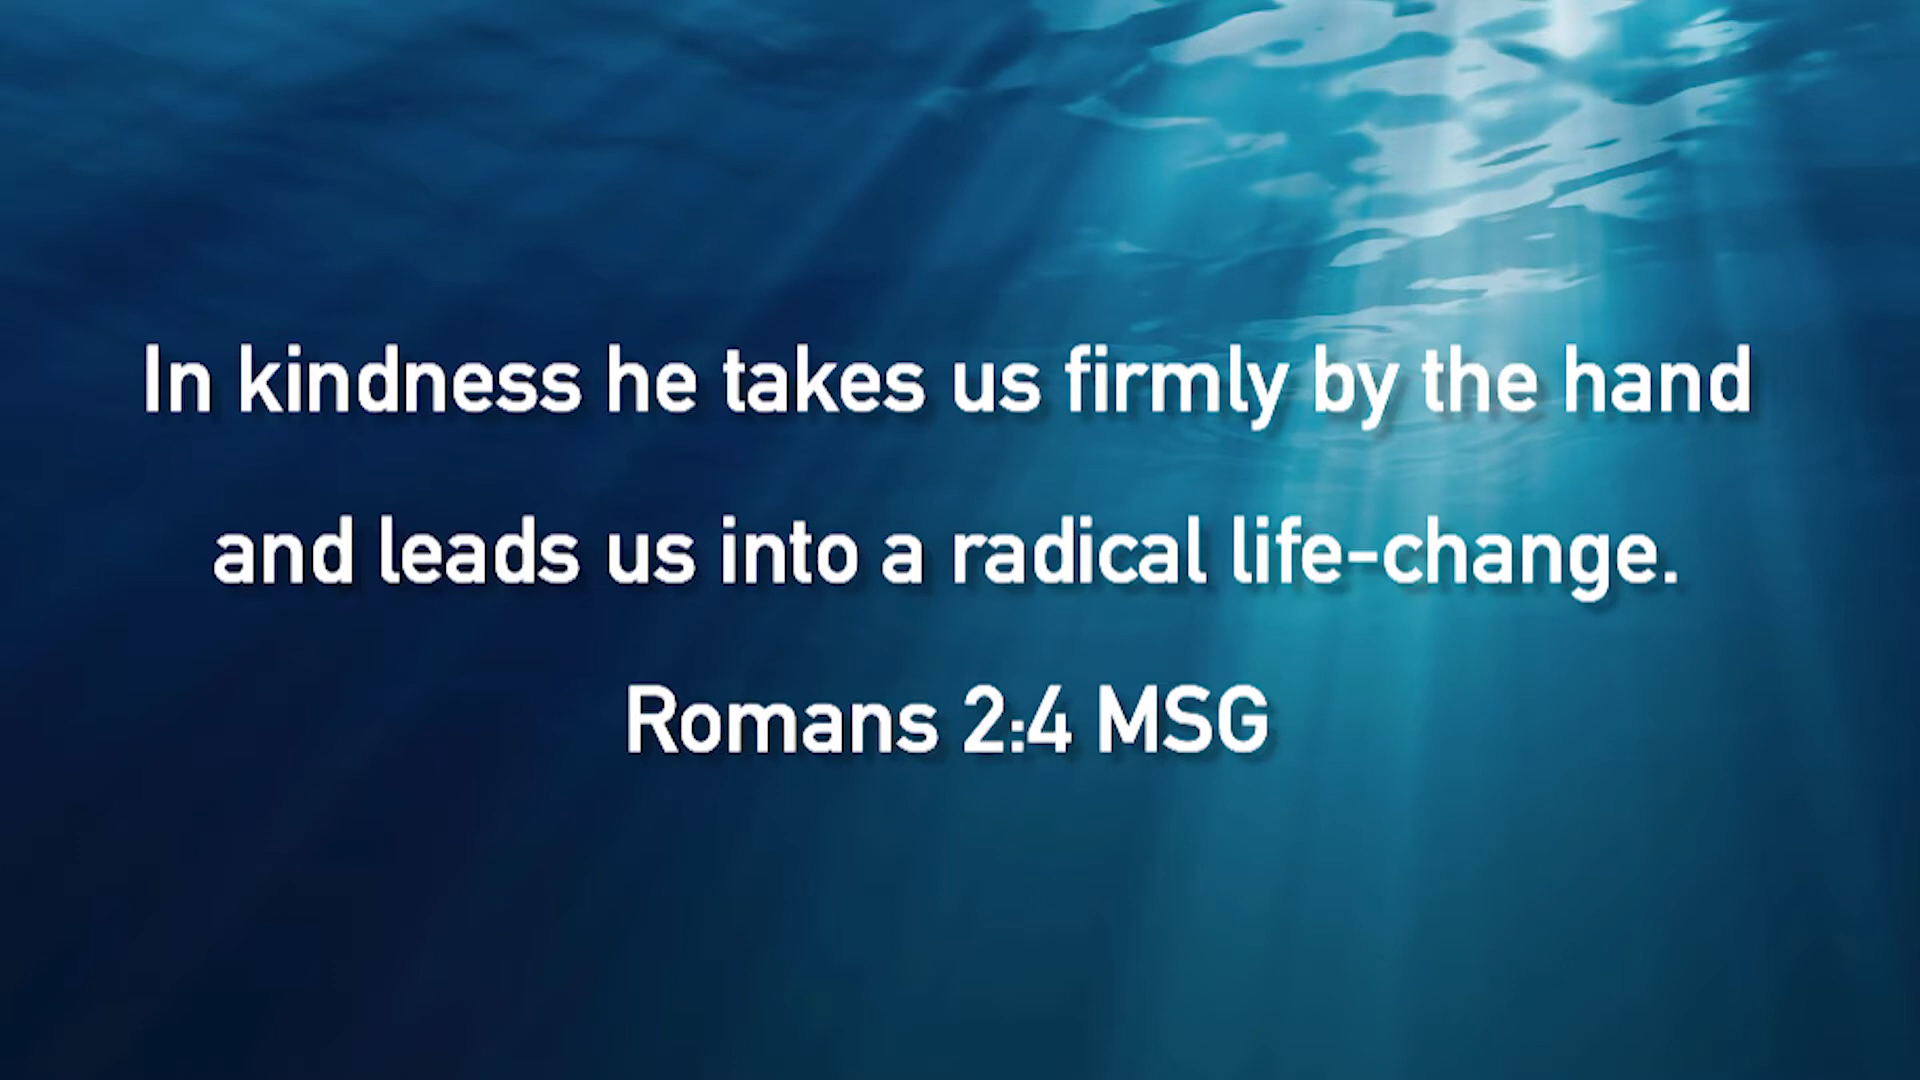 In kindness he takes us firmly by the hand
and leads us into a radical life-change.
Romans 2:4 MSG